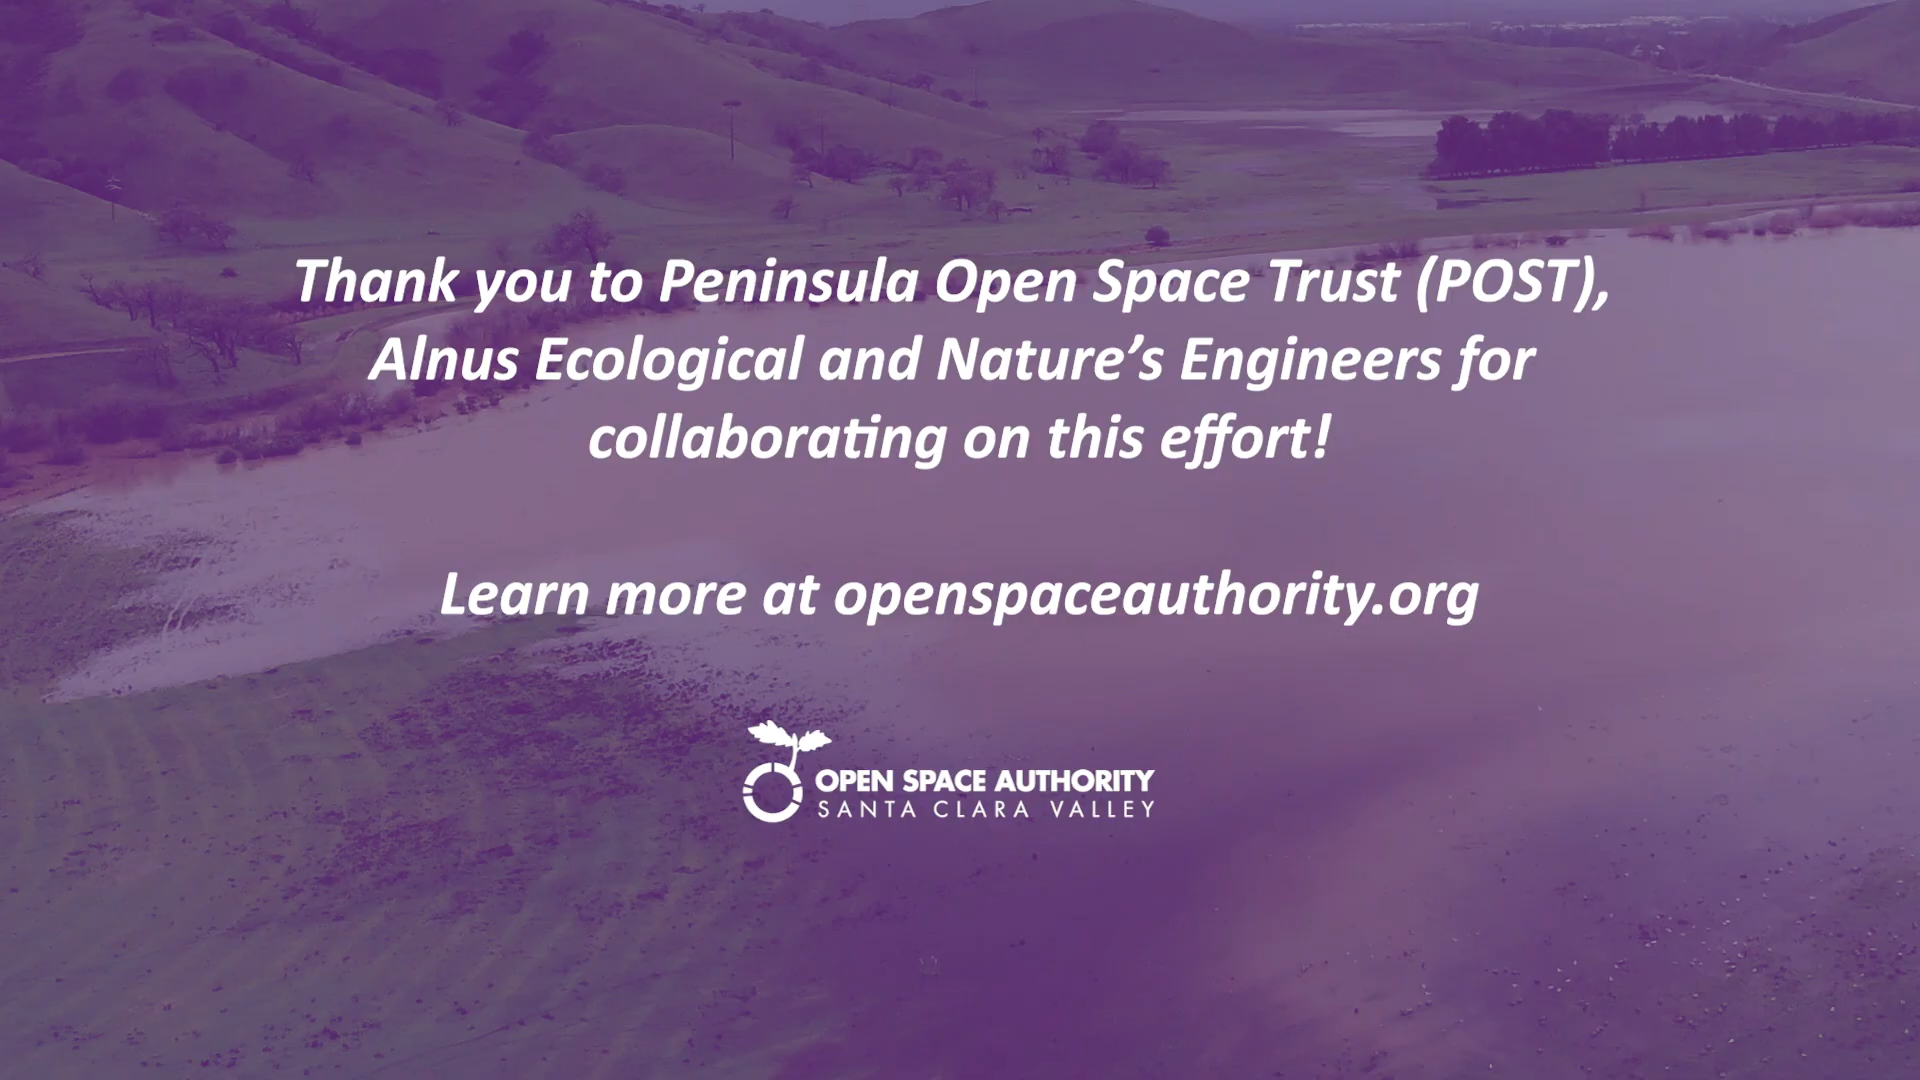 Thank you to Peninsula Open Space Trust (POST),
Alnus Ecological and Nature’s Engineers for
collaborating on this effort!
Learn more at openspaceauthority.org
OPEN SPACE AUTHORITY
SANTA CLARA VALLEY